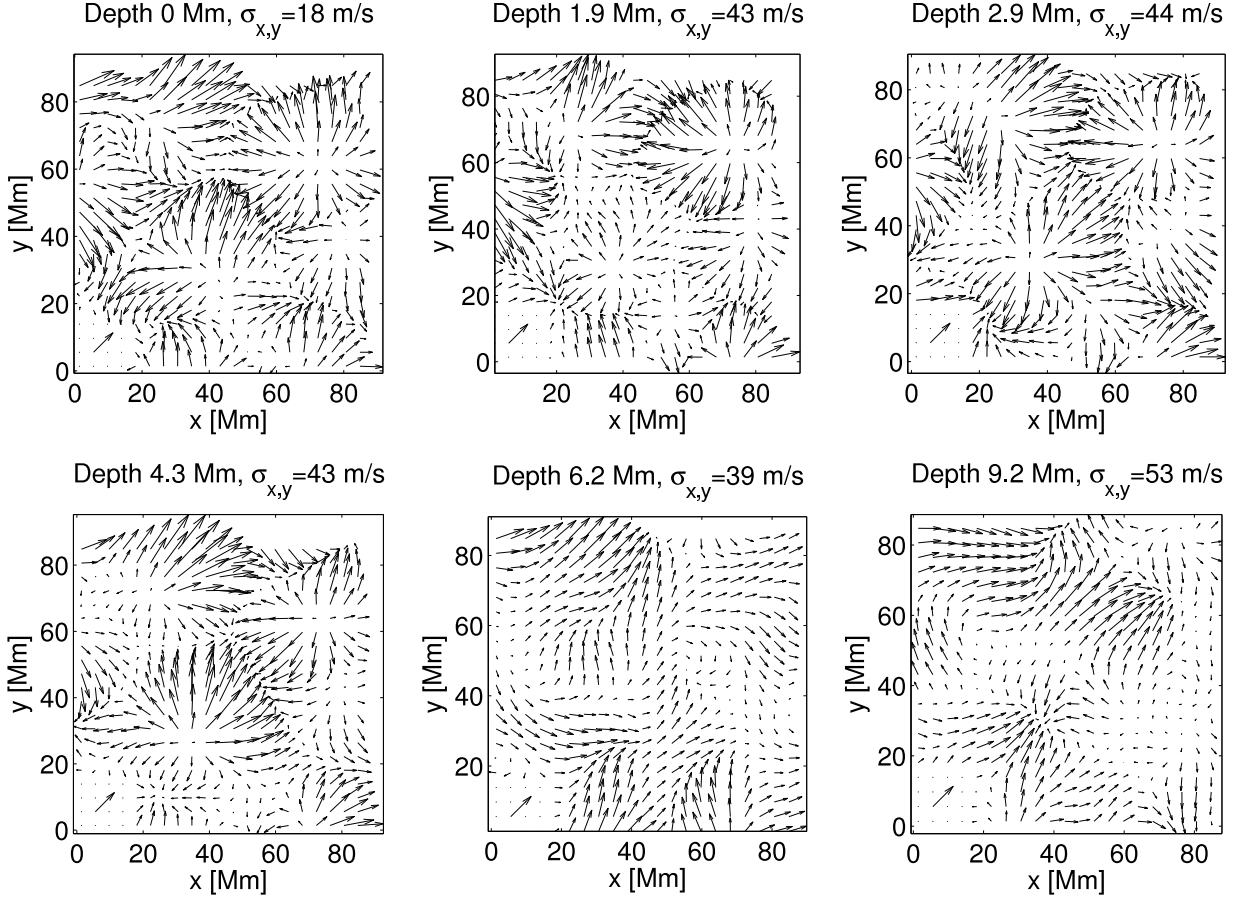 Depth 0 Mm, σx,y=18 m/s
Depth 1.9 Mm, σx,y=43 m/s
Depth 2.9 Mm, σx,y=44 m/s
y [Mm]
80
60
40
20
0
0 20 40 60 80
x [Mm]
y [Mm]
80
60
40
20
0
20 40 60 80
x [Mm]
y [Mm]
80
60
40
20
0
0 20 40 60 80
x [Mm]
Depth 4.3 Mm, σx,y=43 m/s
Depth 6.2 Mm, σx,y=39 m/s
Depth 9.2 Mm, σx,y=53 m/s
y [Mm]
80
60
40
20
0
0 20 40 60 80
x [Mm]
y [Mm]
80
60
40
20
0 20 40 60 80
x [Mm]
y [Mm]
80
60
40
20
0
0 20 40 60 80
x [Mm]